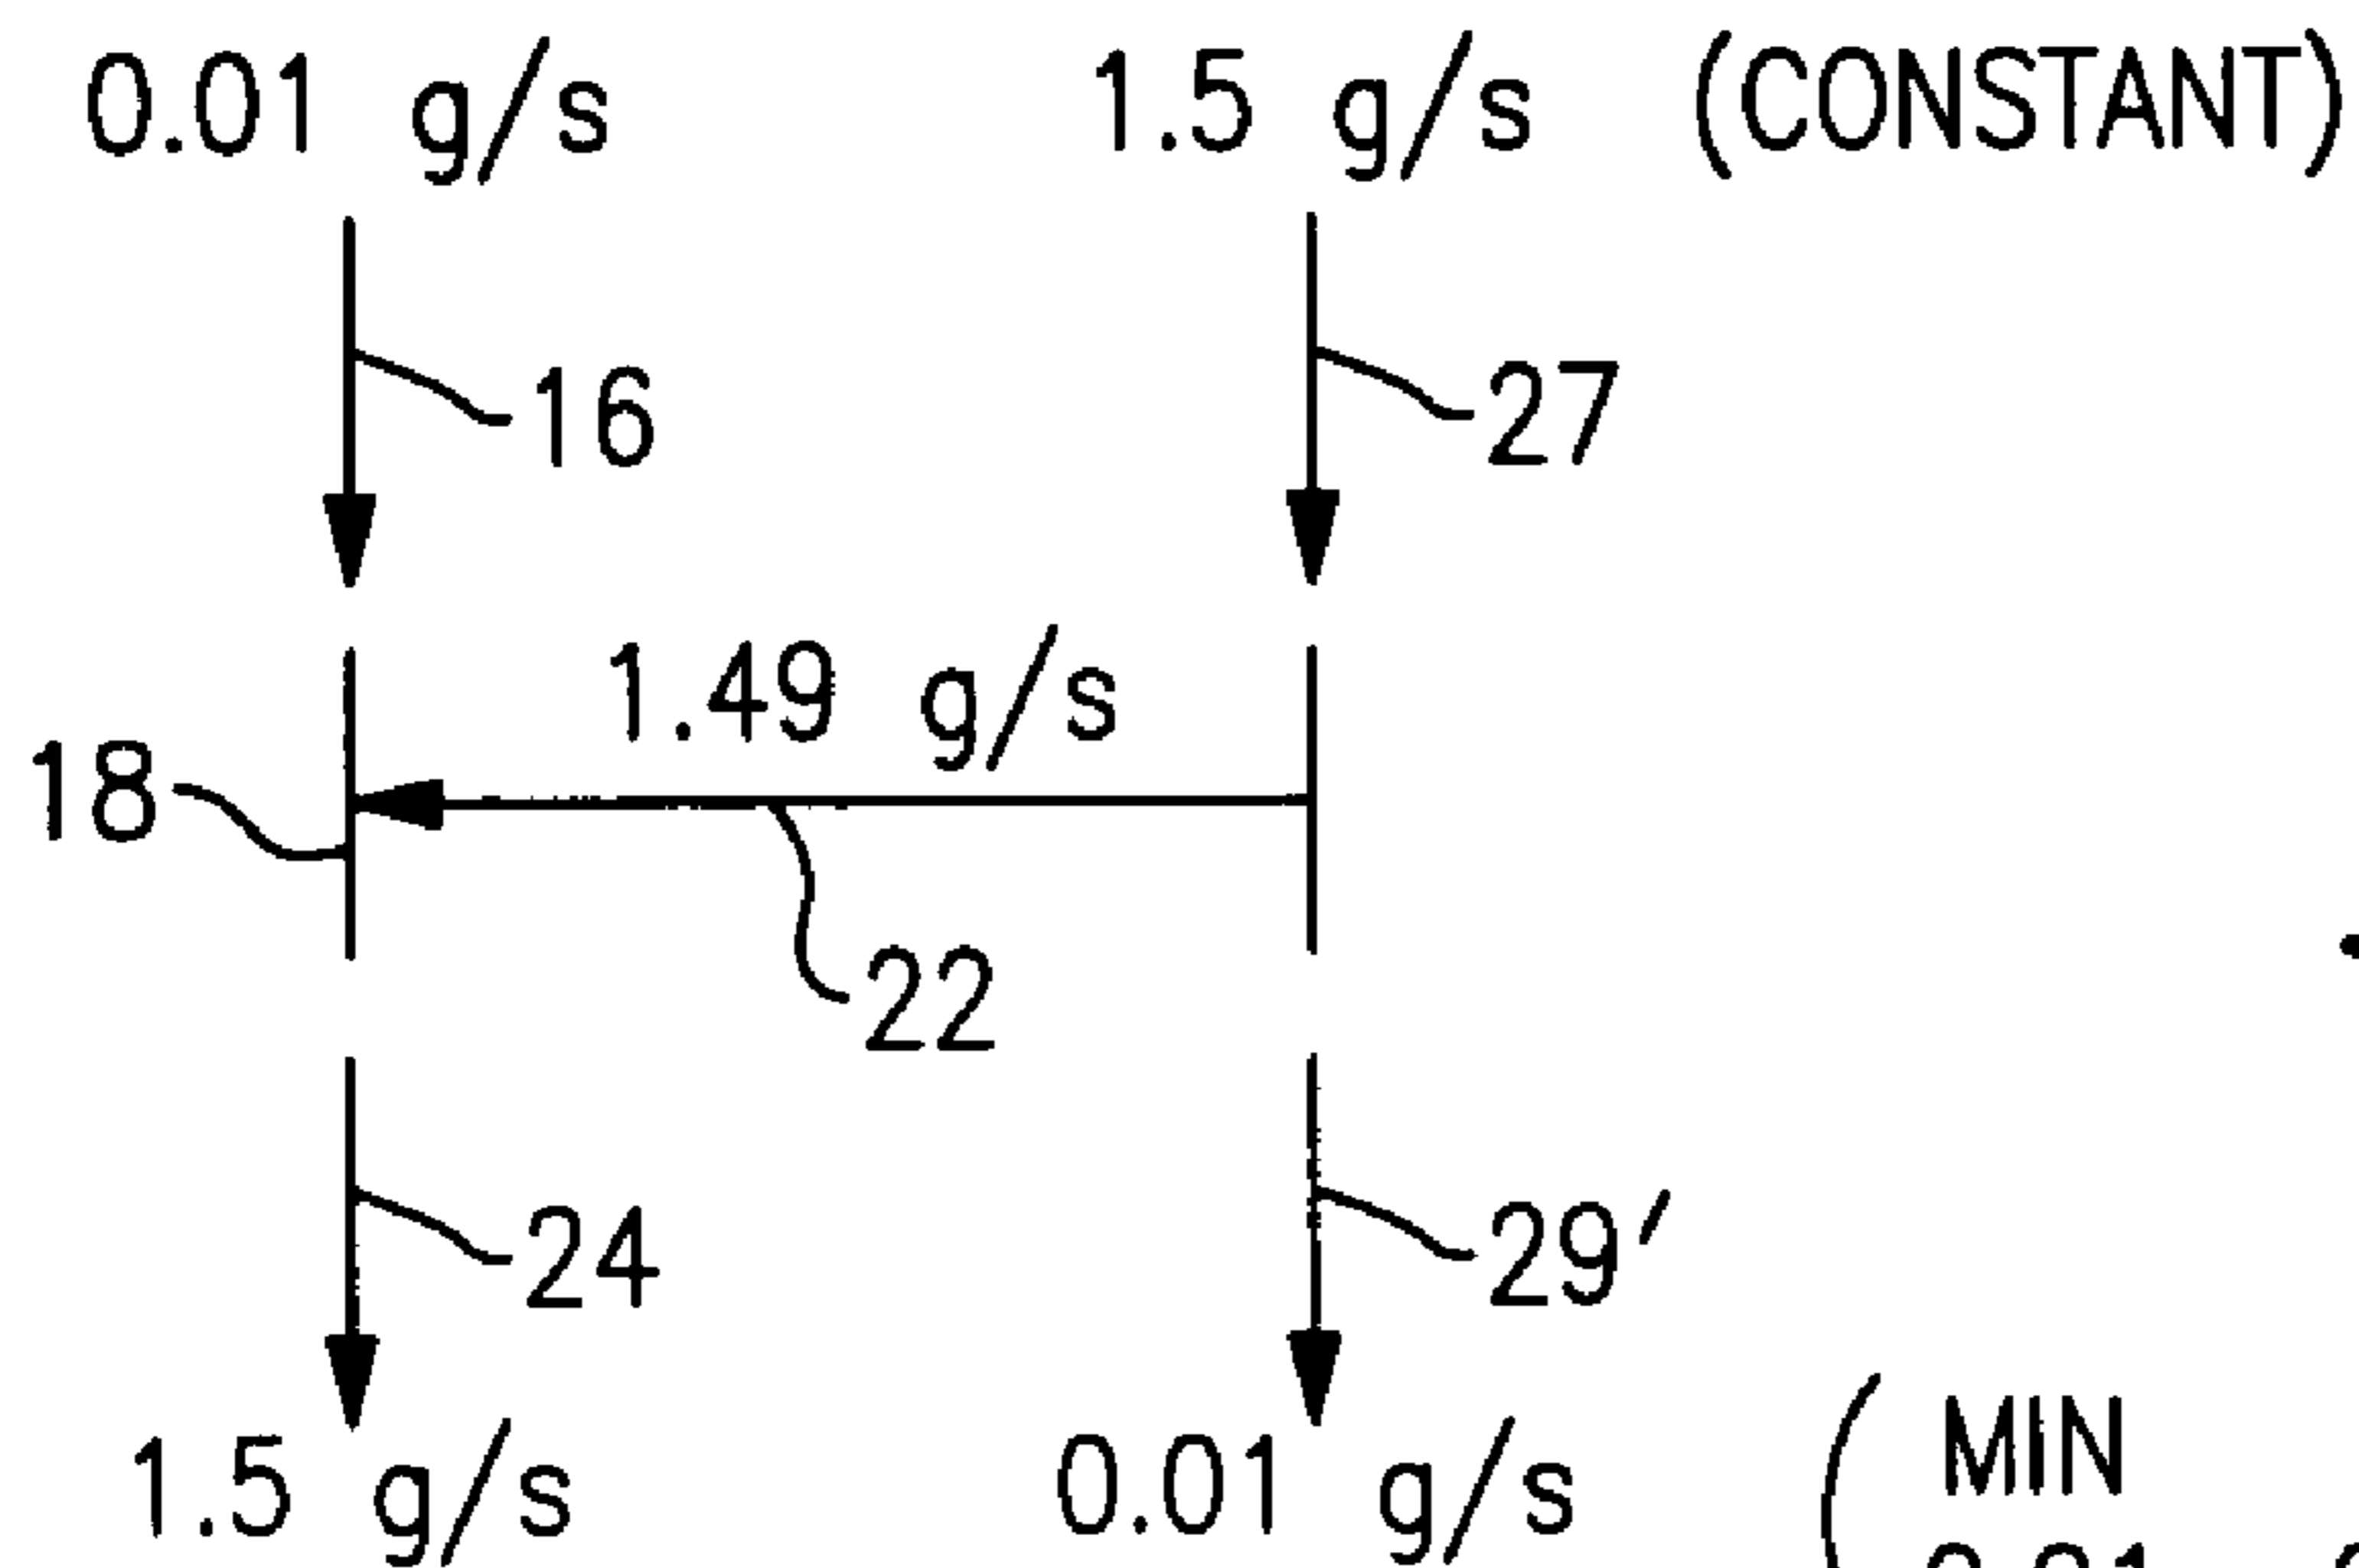 0.01 g/s 1.5 g/s (CONSTANT)
16 27
1.49 g/s
18
22
24 29′
1.5 g/s 0.01 g/s ( MIN